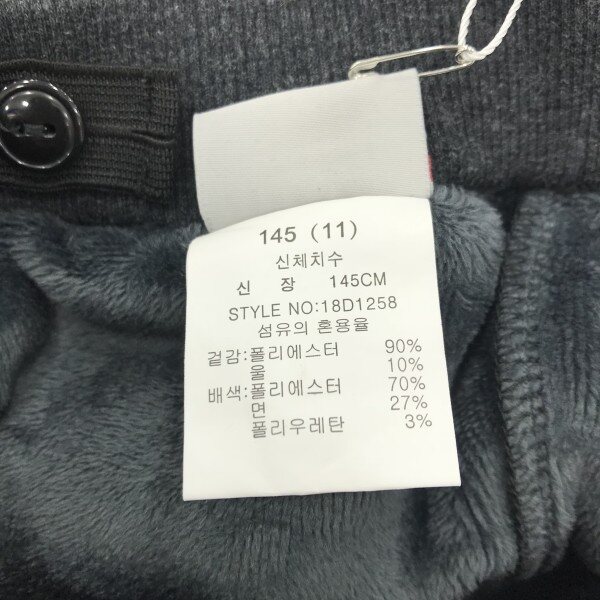 145 (11)
신체치수
신 장 145CM
STYLE NO:18D1258
섬유의 혼용율
겉감:폴리에스터 90%
울 10%
배색:폴리에스터 70%
면 27%
폴리우레탄 3%